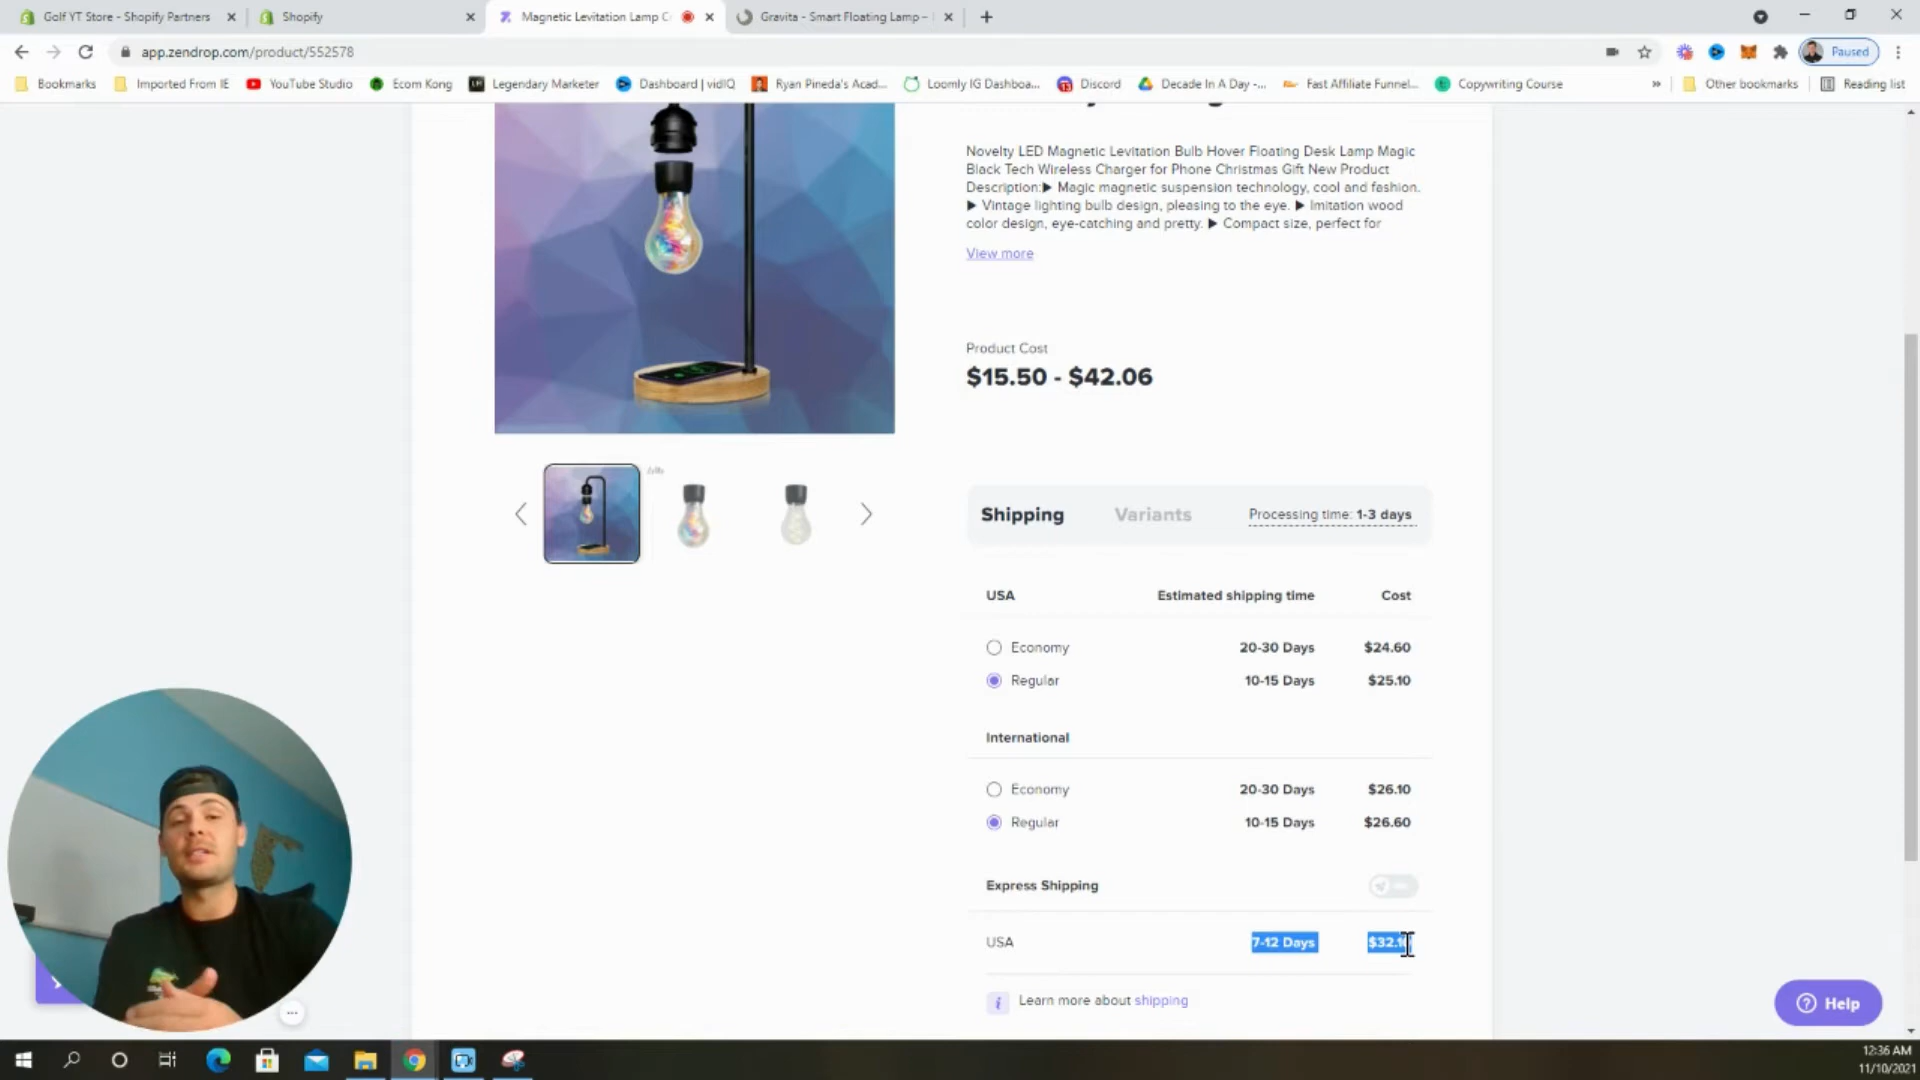 Golf YT Store - Shopify Partners
Shopify
Magnetic Levitation Lamp C
Gravita - Smart Floating Lamp –
app.zendrop.com/product/552578
Paused
Bookmarks
Imported From IE
YouTube Studio
Ecom Kong
Legendary Marketer
Dashboard | vidIQ
Ryan Pineda's Acad...
Loomly IG Dashboa...
Discord
Decade In A Day -...
Fast Affiliate Funnel...
Copywriting Course
»
Other bookmarks
Reading list
Novelty LED Magnetic Levitation Bulb Hover Floating Desk Lamp Magic
Black Tech Wireless Charger for Phone Christmas Gift New Product
Description:▶ Magic magnetic suspension technology, cool and fashion.
▶ Vintage lighting bulb design, pleasing to the eye. ▶ Imitation wood
color design, eye-catching and pretty. ▶ Compact size, perfect for
View more
Product Cost
$15.50 - $42.06
Shipping
Variants
Processing time: 1-3 days
USA Estimated shipping time Cost
Economy 20-30 Days $24.60
Regular 10-15 Days $25.10
International
Economy 20-30 Days $26.10
Regular 10-15 Days $26.60
Express Shipping
USA 7-12 Days $32.1
Learn more about shipping
Help
12:36 AM
11/10/2021